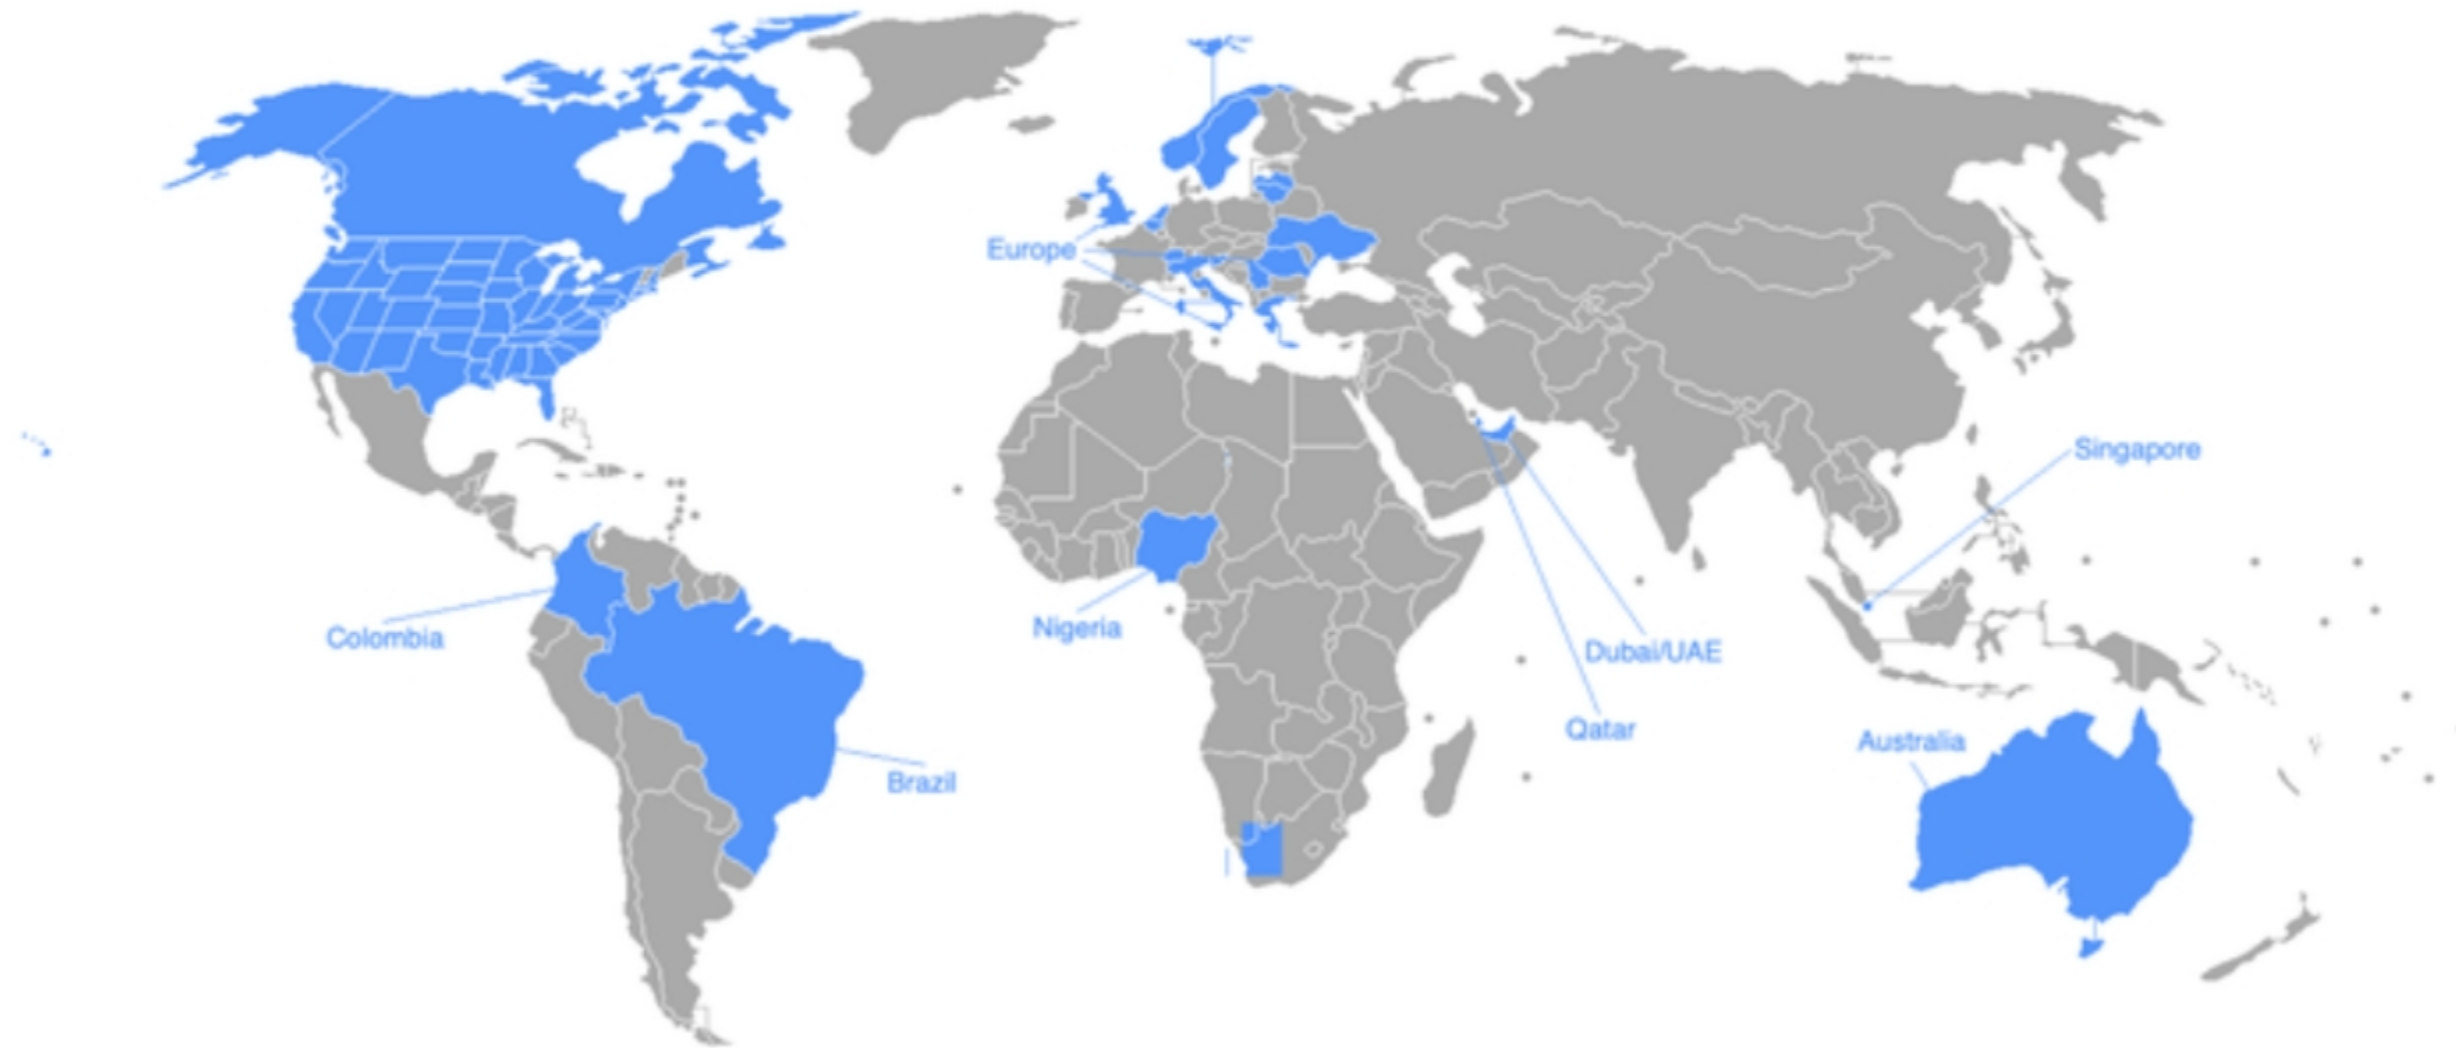 Europe
Singapore
Colombia
Nigeria
Dubai/UAE
Qatar
Australia
Brazil